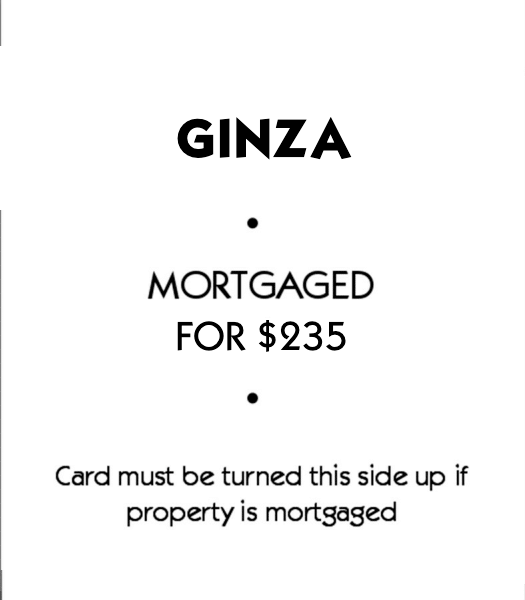 GINZA
•
MORTGAGED
FOR $235
•
Card must be turned this side up if
property is mortgaged